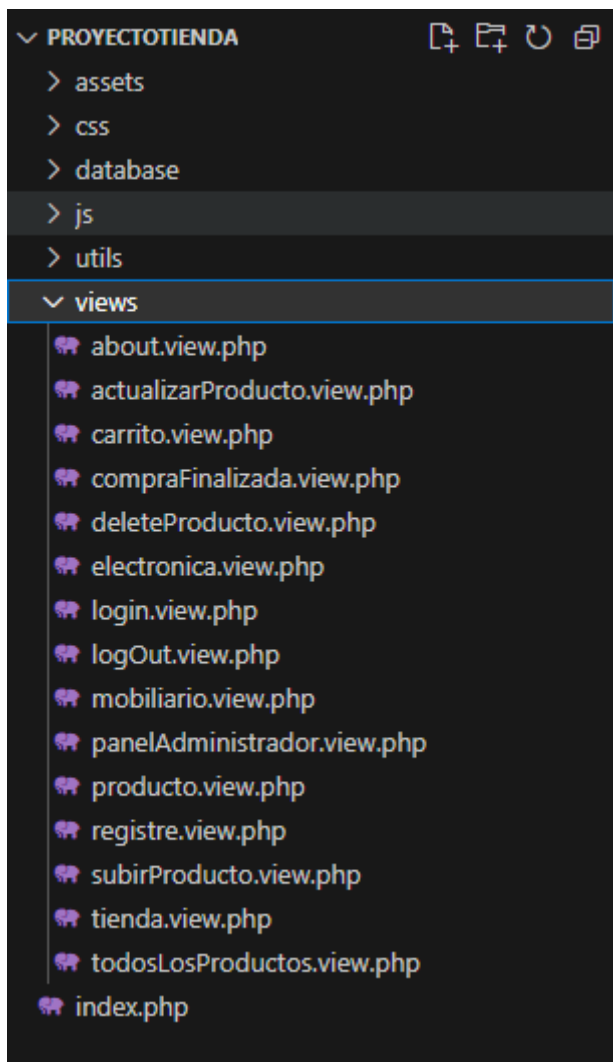 PROYECTOTIENDA
assets
css
database
js
utils
views
about.view.php
actualizarProducto.view.php
carrito.view.php
compraFinalizada.view.php
deleteProducto.view.php
electronica.view.php
login.view.php
logOut.view.php
mobiliario.view.php
panelAdministrador.view.php
producto.view.php
registre.view.php
subirProducto.view.php
tienda.view.php
todosLosProductos.view.php
index.php